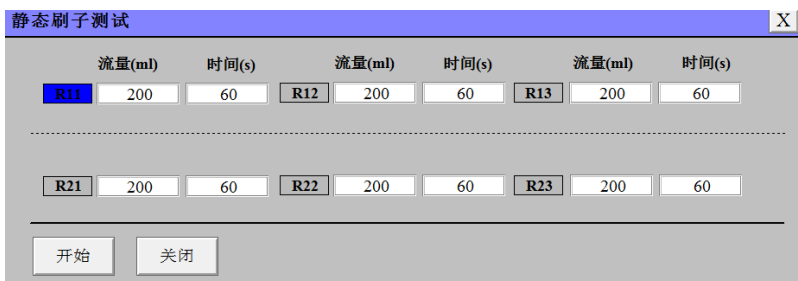 静态刷子测试 X
流量(ml) 时间(s) 流量(ml) 时间(s) 流量(ml) 时间(s)
R11 200 60 R12 200 60 R13 200 60
R21 200 60 R22 200 60 R23 200 60
开始 关闭